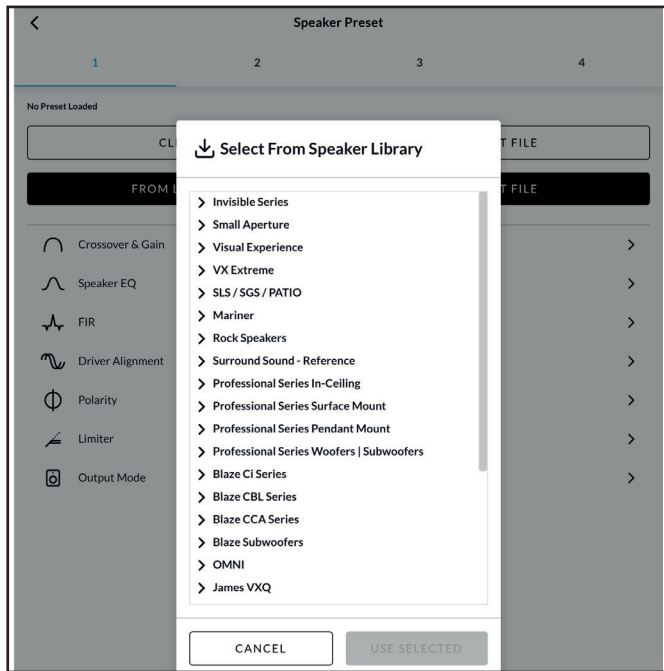 Speaker Preset
1 2 3 4
No Preset Loaded
CL
T FILE
FROM L
T FILE
Select From Speaker Library
Invisible Series
Small Aperture
Visual Experience
VX Extreme
SLS / SGS / PATIO
Mariner
Rock Speakers
Surround Sound - Reference
Professional Series In-Ceiling
Professional Series Surface Mount
Professional Series Pendant Mount
Professional Series Woofers | Subwoofers
Blaze Ci Series
Blaze CBL Series
Blaze CCA Series
Blaze Subwoofers
OMNI
James VXQ
Crossover & Gain
Speaker EQ
FIR
Driver Alignment
Polarity
Limiter
Output Mode
CANCEL
USE SELECTED